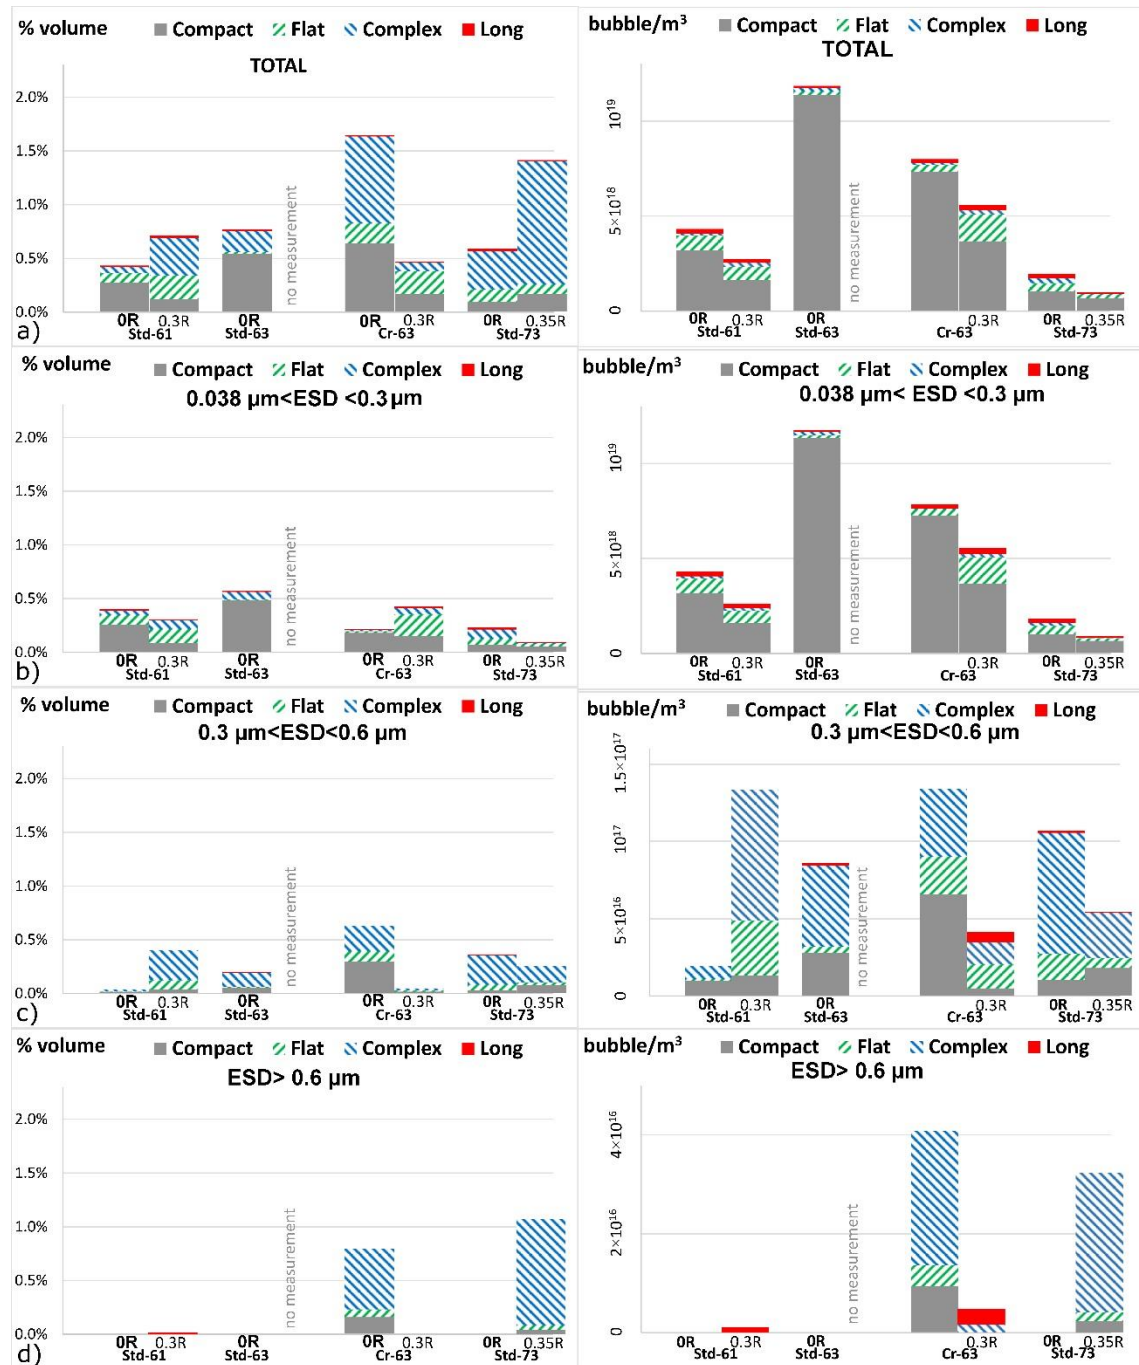 % volume Compact Flat Complex Long
TOTAL
2.0%
1.5%
1.0%
0.5%
0.0%
no measurement
0R 0.3R 0R 0R 0.3R 0R 0.35R
Std-61 Std-63 Cr-63 Std-73
a)
bubble/m³ Compact Flat Complex Long
TOTAL
10¹⁹
5×10¹⁸
0
no measurement
0R 0.3R 0R 0.3R 0R 0.35R
Std-61 Std-63 Cr-63 Std-73
% volume Compact Flat Complex Long
0.038 µm<ESD <0.3 µm
2.0%
1.5%
1.0%
0.5%
0.0%
no measurement
0R 0.3R 0R 0R 0.3R 0R 0.35R
Std-61 Std-63 Cr-63 Std-73
b)
bubble/m³ Compact Flat Complex Long
0.038 µm< ESD <0.3 µm
10¹⁹
5×10¹⁸
0
no measurement
0R 0.3R 0R 0.3R 0R 0.35R
Std-61 Std-63 Cr-63 Std-73
% volume Compact Flat Complex Long
0.3 µm<ESD<0.6 µm
2.0%
1.5%
1.0%
0.5%
0.0%
no measurement
0R 0.3R 0R 0R 0.3R 0R 0.35R
Std-61 Std-63 Cr-63 Std-73
c)
bubble/m³ Compact Flat Complex Long
0.3 µm<ESD<0.6 µm
1.5×10¹⁷
10¹⁷
5×10¹⁶
0
no measurement
0R 0.3R 0R 0.3R 0R 0.35R
Std-61 Std-63 Cr-63 Std-73
% volume Compact Flat Complex Long
ESD> 0.6 µm
2.0%
1.5%
1.0%
0.5%
0.0%
no measurement
0R 0.3R 0R 0R 0.3R 0R 0.35R
Std-61 Std-63 Cr-63 Std-73
d)
bubble/m³ Compact Flat Complex Long
ESD> 0.6 µm
4×10¹⁶
2×10¹⁶
0
no measurement
0R 0.3R 0R 0.3R 0R 0.35R
Std-61 Std-63 Cr-63 Std-73